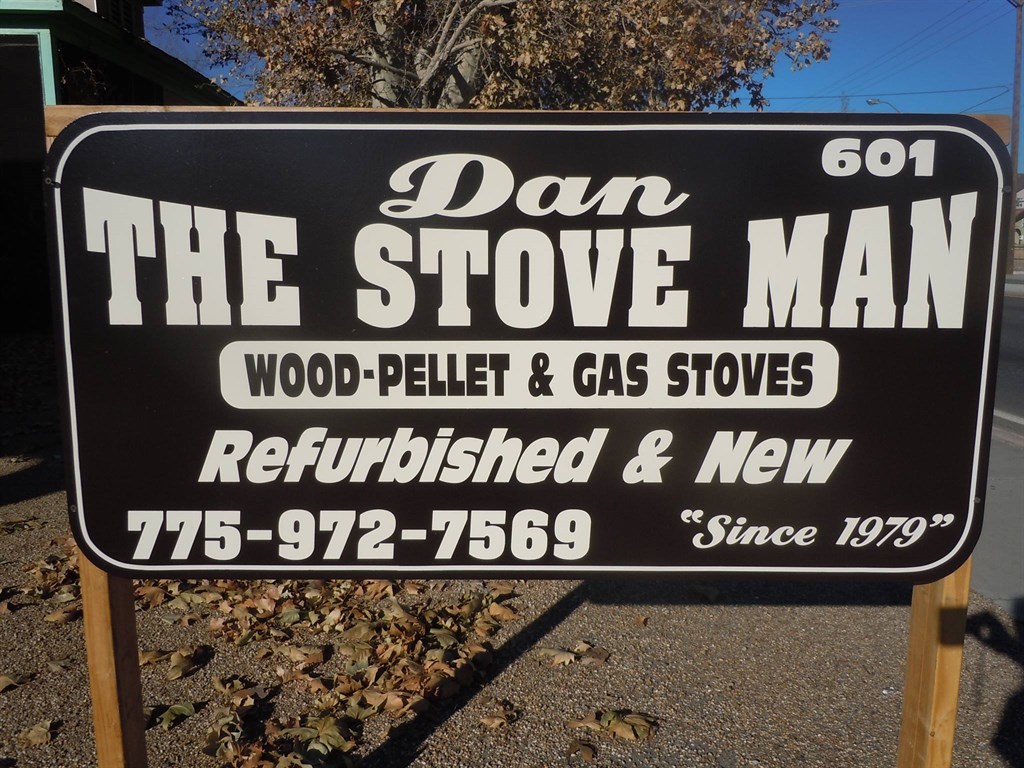 601
Dan
THE STOVE MAN
WOOD-PELLET & GAS STOVES
Refurbished & New
775-972-7569 "Since 1979"